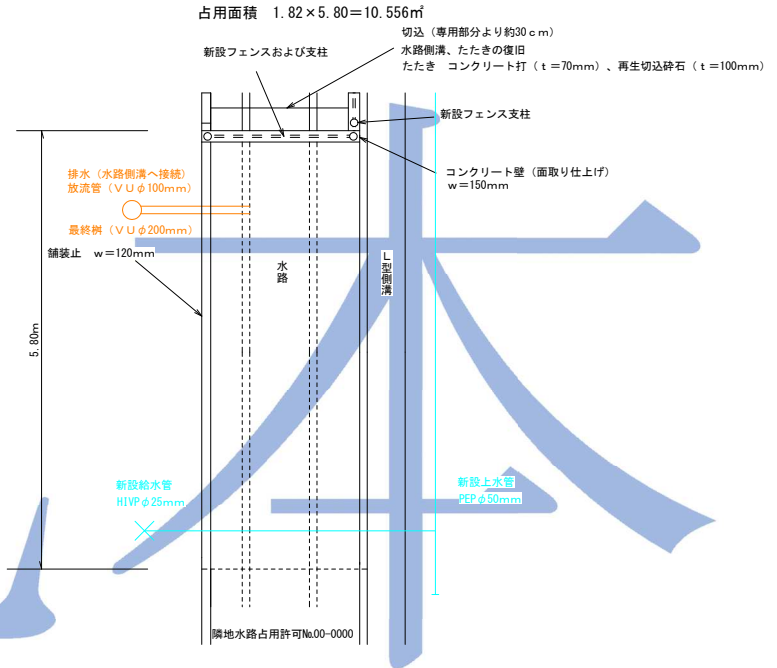 占用面積 1.82×5.80=10.556㎡
切込(専用部分より約30cm)
水路側溝、たたきの復旧
たたき コンクリート打(t=70mm)、再生切込砕石(t=100mm)
新設フェンスおよび支柱
新設フェンス支柱
コンクリート壁(面取り仕上げ)
w=150mm
排水(水路側溝へ接続)
放流管(VUφ100mm)
最終桝(VUφ200mm)
舗装止 w=120mm
水路
L型側溝
5.80m
新設給水管
HIVPφ25mm
新設上水管
PEPφ50mm
隣地水路占用許可№00-0000
本